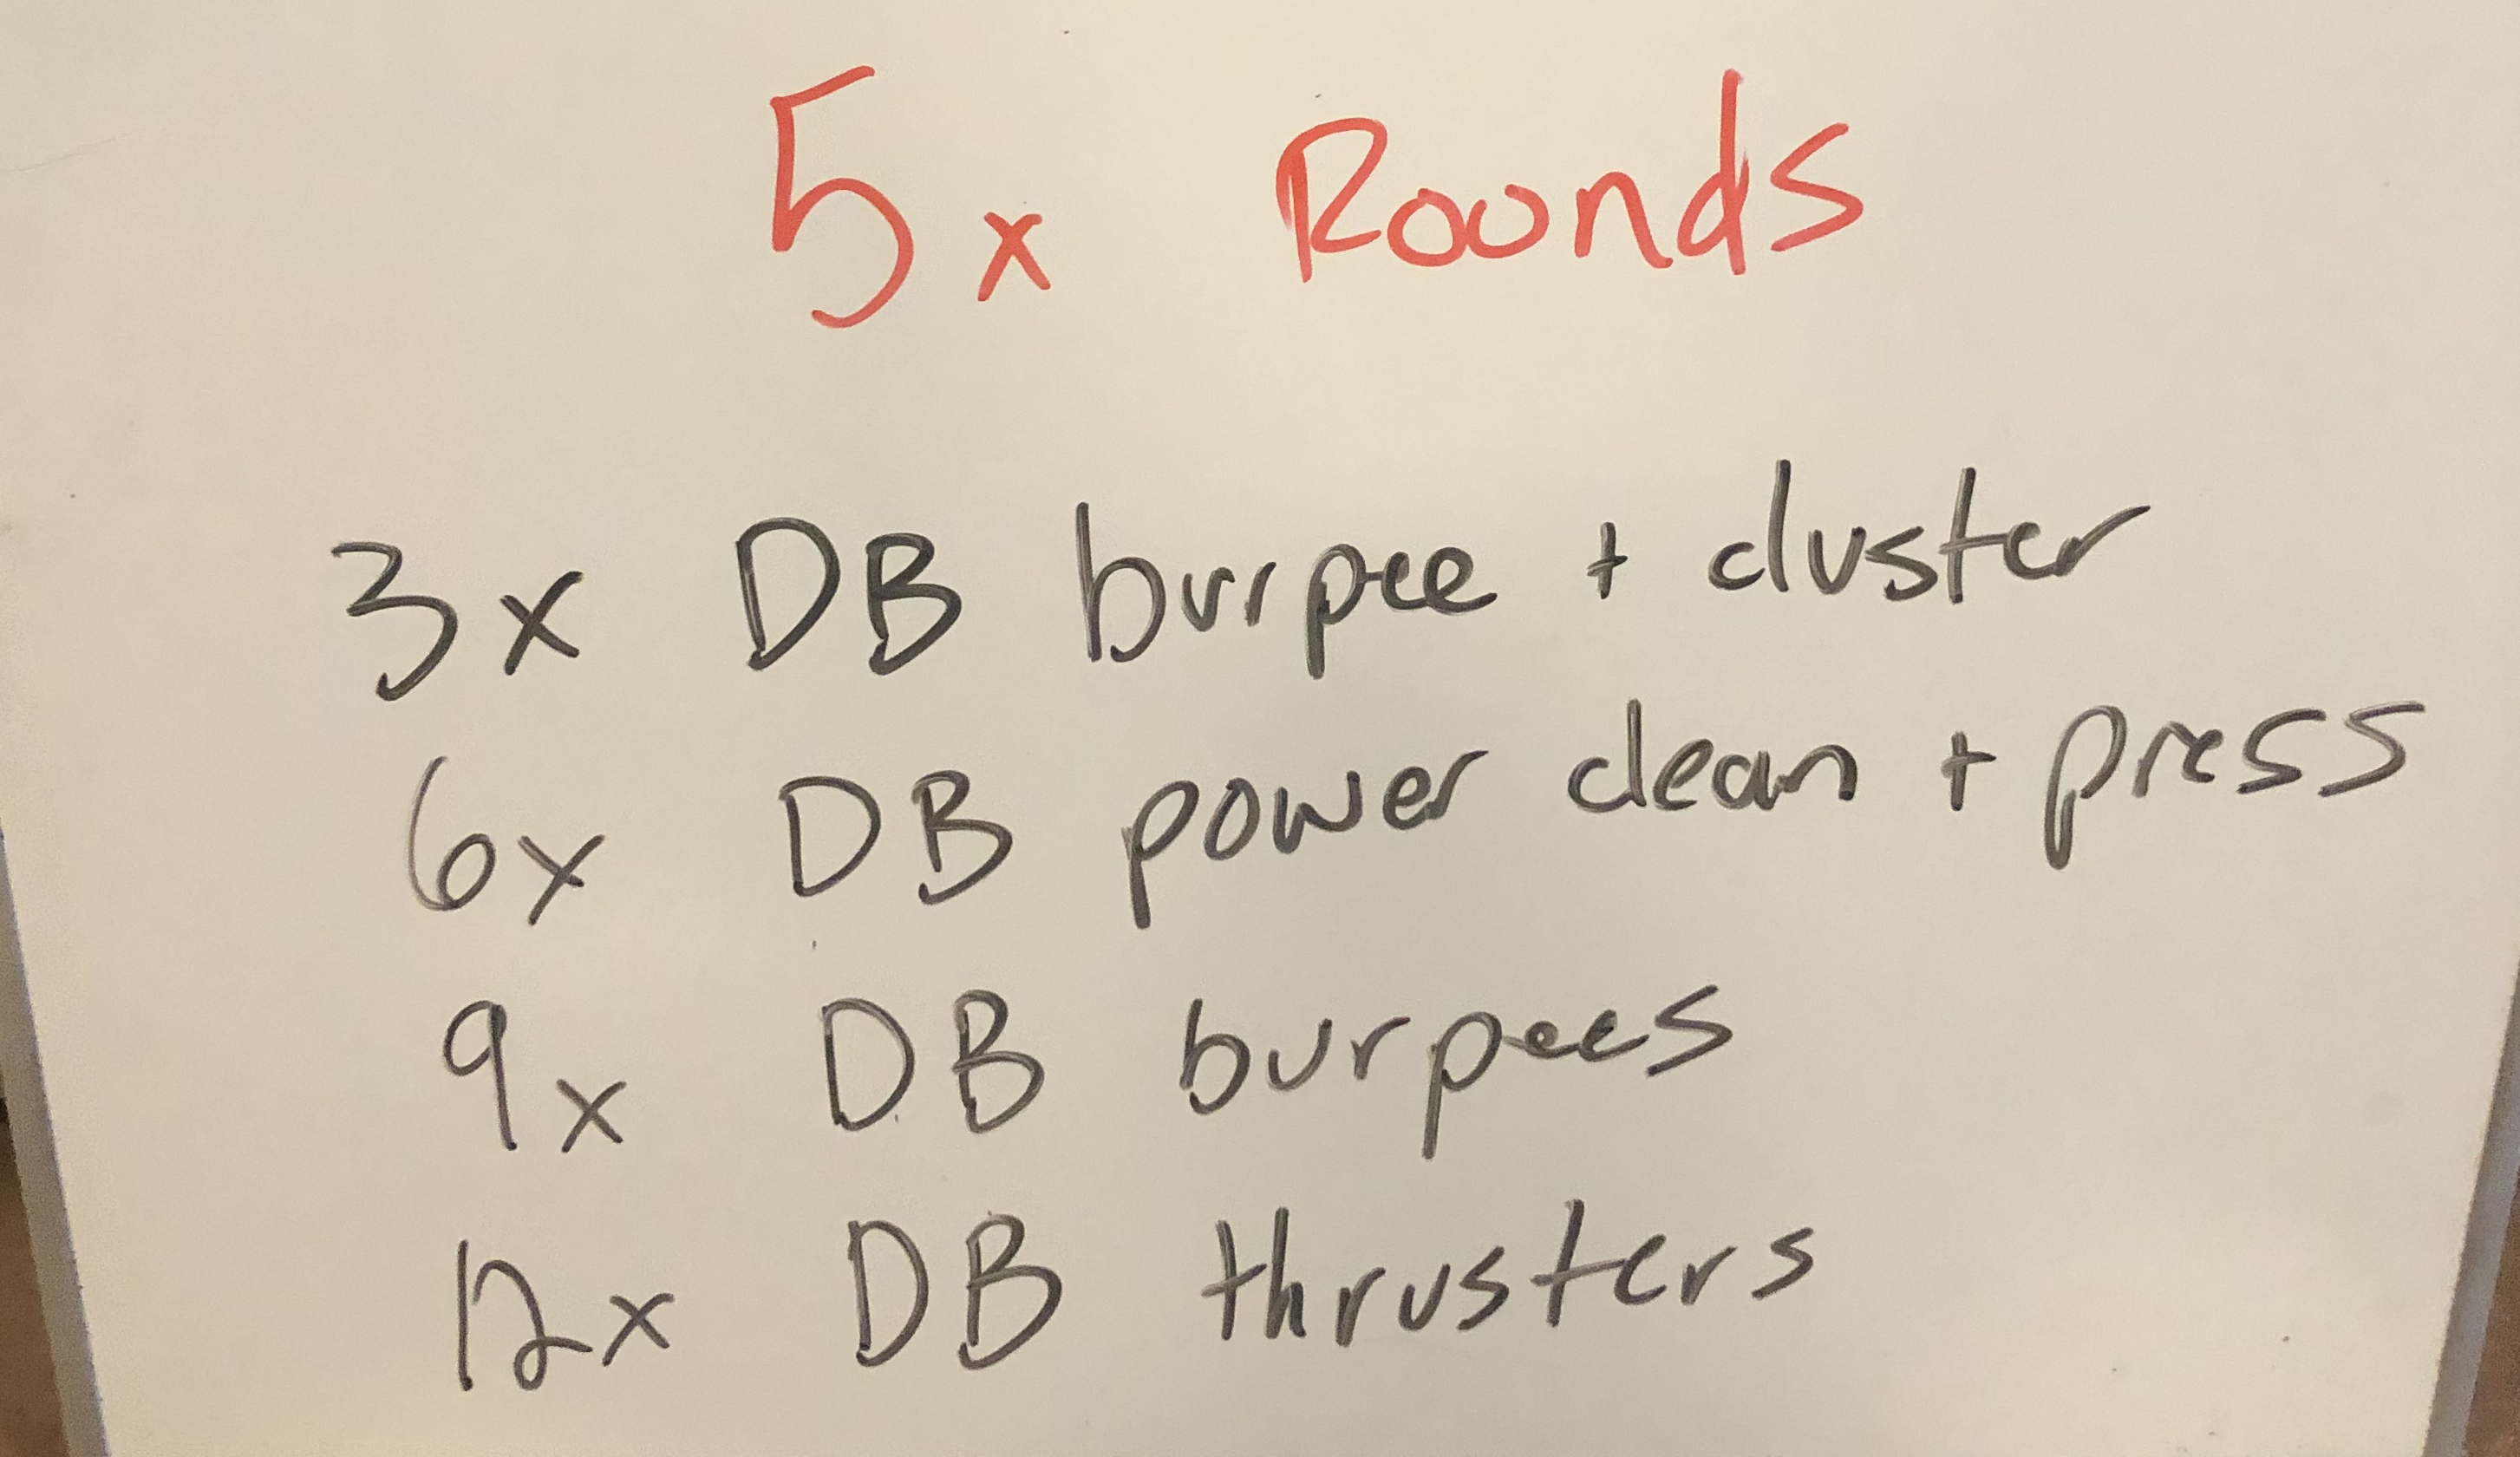 5x Rounds
3x DB burpee + cluster
6x DB power clean + press
9x DB burpees
12x DB thrusters